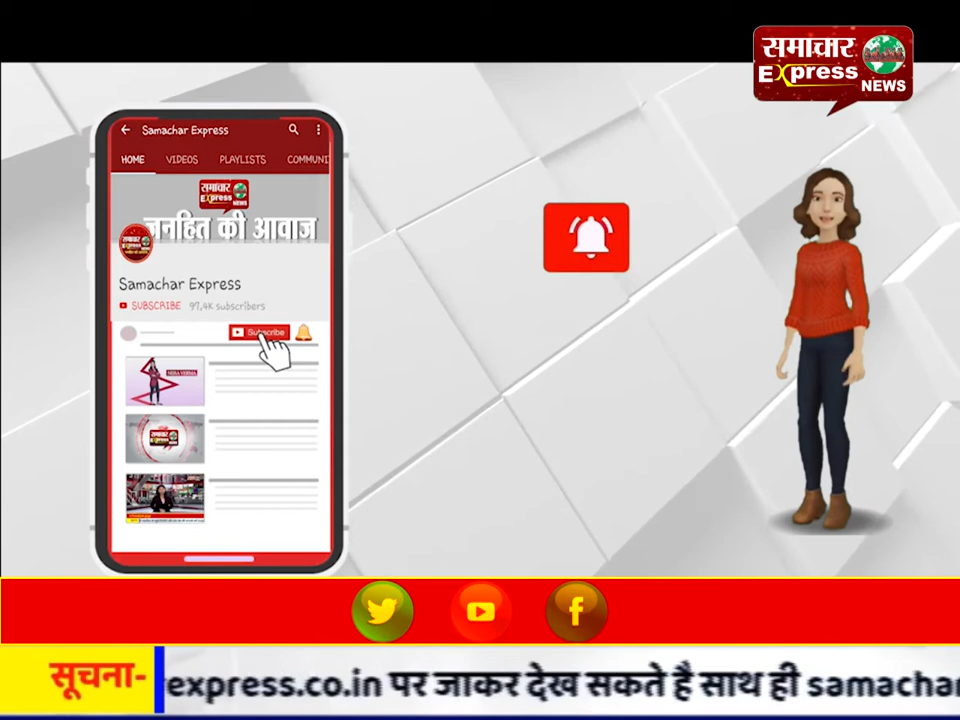 समाचार
Express
NEWS
Samachar Express
HOME VIDEOS PLAYLISTS COMMUNI
समाचार
Express
NEWS
जनहित की आवाज
Samachar Express
SUBSCRIBE 97,4K subscribers
Subscribe
सूचना- express.co.in पर जाकर देख सकते है साथ ही samachar